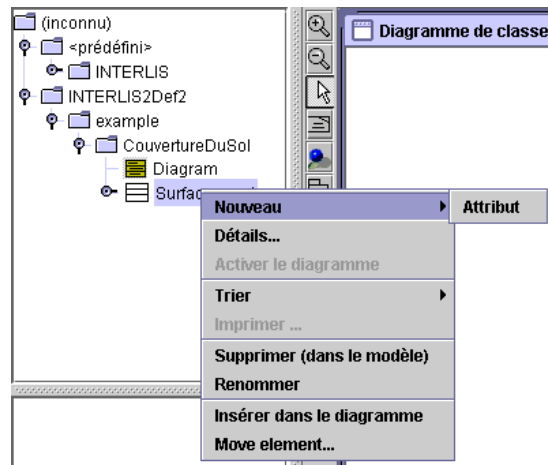 (inconnu)
<prédéfini>
INTERLIS
INTERLIS2Def2
example
CouvertureDuSol
Diagram
Surfac
Diagramme de classe
Nouveau
Attribut
Détails...
Activer le diagramme
Trier
Imprimer ...
Supprimer (dans le modèle)
Renommer
Insérer dans le diagramme
Move element...